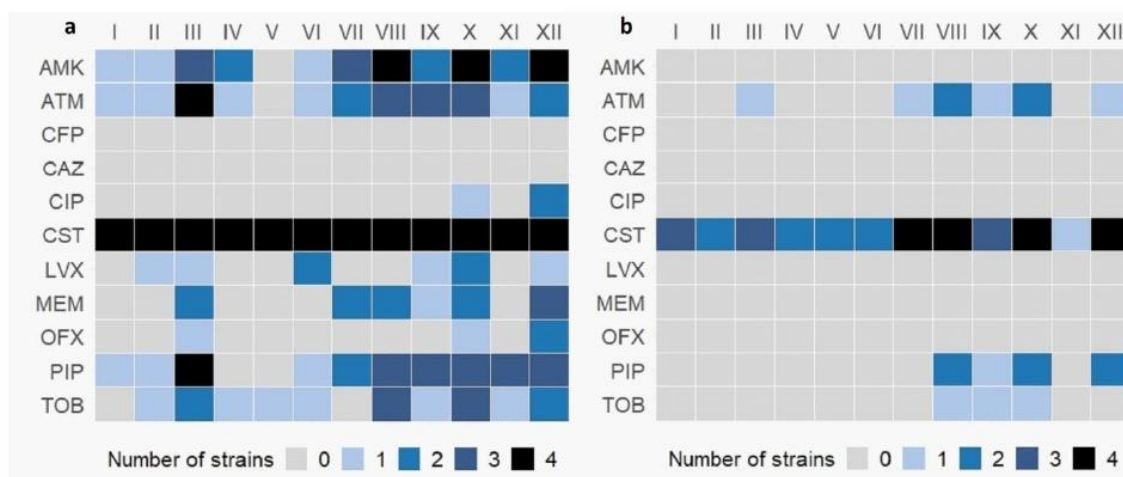 a I II III IV V VI VII VIII IX X XI XII
AMK
ATM
CFP
CAZ
CIP
CST
LVX
MEM
OFX
PIP
TOB
Number of strains 0 1 2 3 4
b I II III IV V VI VII VIII IX X XI XII
AMK
ATM
CFP
CAZ
CIP
CST
LVX
MEM
OFX
PIP
TOB
Number of strains 0 1 2 3 4